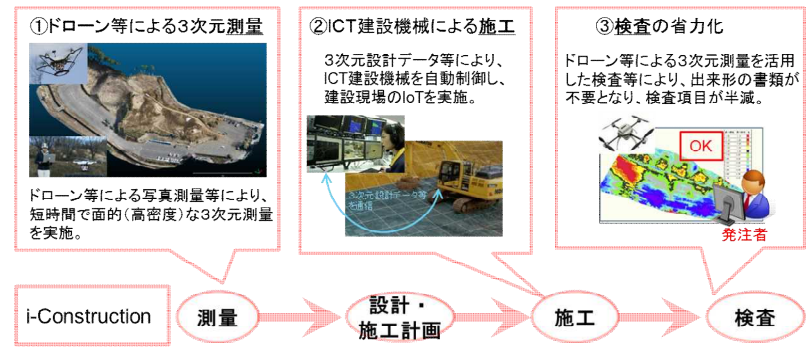 ①ドローン等による3次元測量
ドローン等による写真測量等により、
短時間で面的(高密度)な3次元測量
を実施。
②ICT建設機械による施工
3次元設計データ等により、
ICT建設機械を自動制御し、
建設現場のIoTを実施。
3次元設計データ等
を通信
③検査の省力化
ドローン等による3次元測量を活用
した検査等により、出来形の書類が
不要となり、検査項目が半減。
OK
発注者
i-Construction
測量
設計・
施工計画
施工
検査